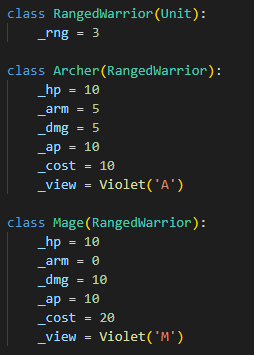 class RangedWarrior(Unit):
    _rng = 3
class Archer(RangedWarrior):
    _hp = 10
    _arm = 5
    _dmg = 5
    _ap = 10
    _cost = 10
    _view = Violet('A')
class Mage(RangedWarrior):
    _hp = 10
    _arm = 0
    _dmg = 10
    _ap = 10
    _cost = 20
    _view = Violet('M')